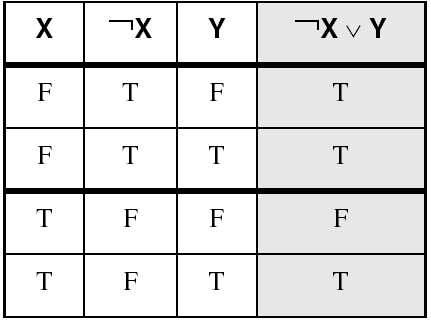 X ¬X Y ¬X ∨ Y
F T F T
F T T T
T F F F
T F T T